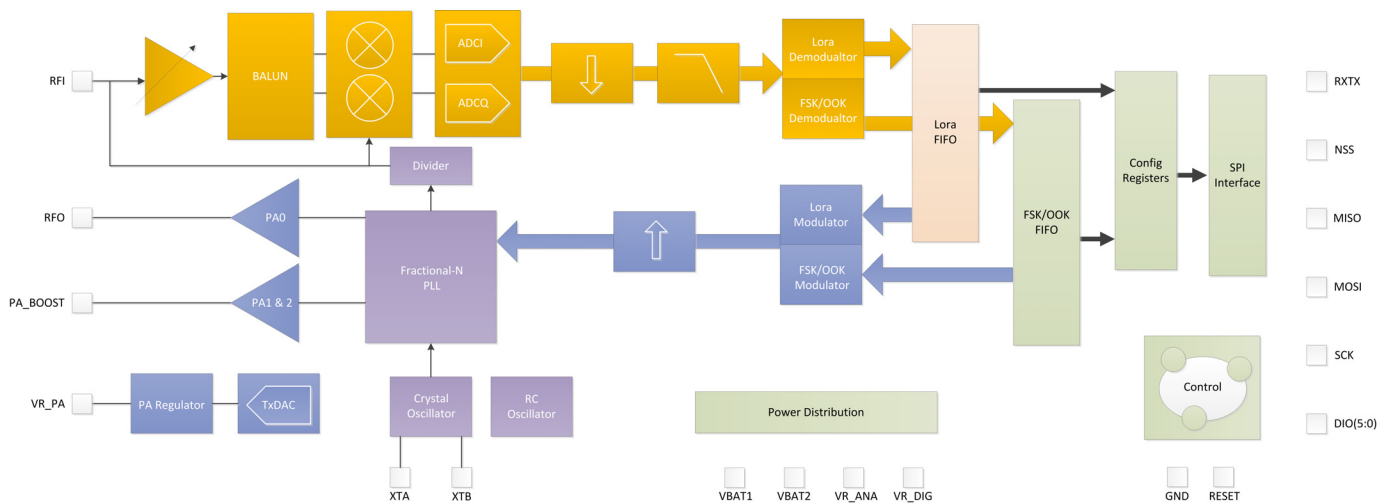 RFI
BALUN
ADCI
ADCQ
Lora
Demodualtor
FSK/OOK
Demodualtor
Lora
FIFO
Config
Registers
SPI
Interface
RXTX
NSS
MISO
MOSI
SCK
DIO(5:0)
Divider
RFO
PA0
Fractional-N
PLL
Lora
Modulator
FSK/OOK
Modulator
FSK/OOK
FIFO
PA_BOOST
PA1 & 2
VR_PA
PA Regulator
TxDAC
Crystal
Oscillator
RC
Oscillator
Power Distribution
Control
XTA
XTB
VBAT1
VBAT2
VR_ANA
VR_DIG
GND
RESET